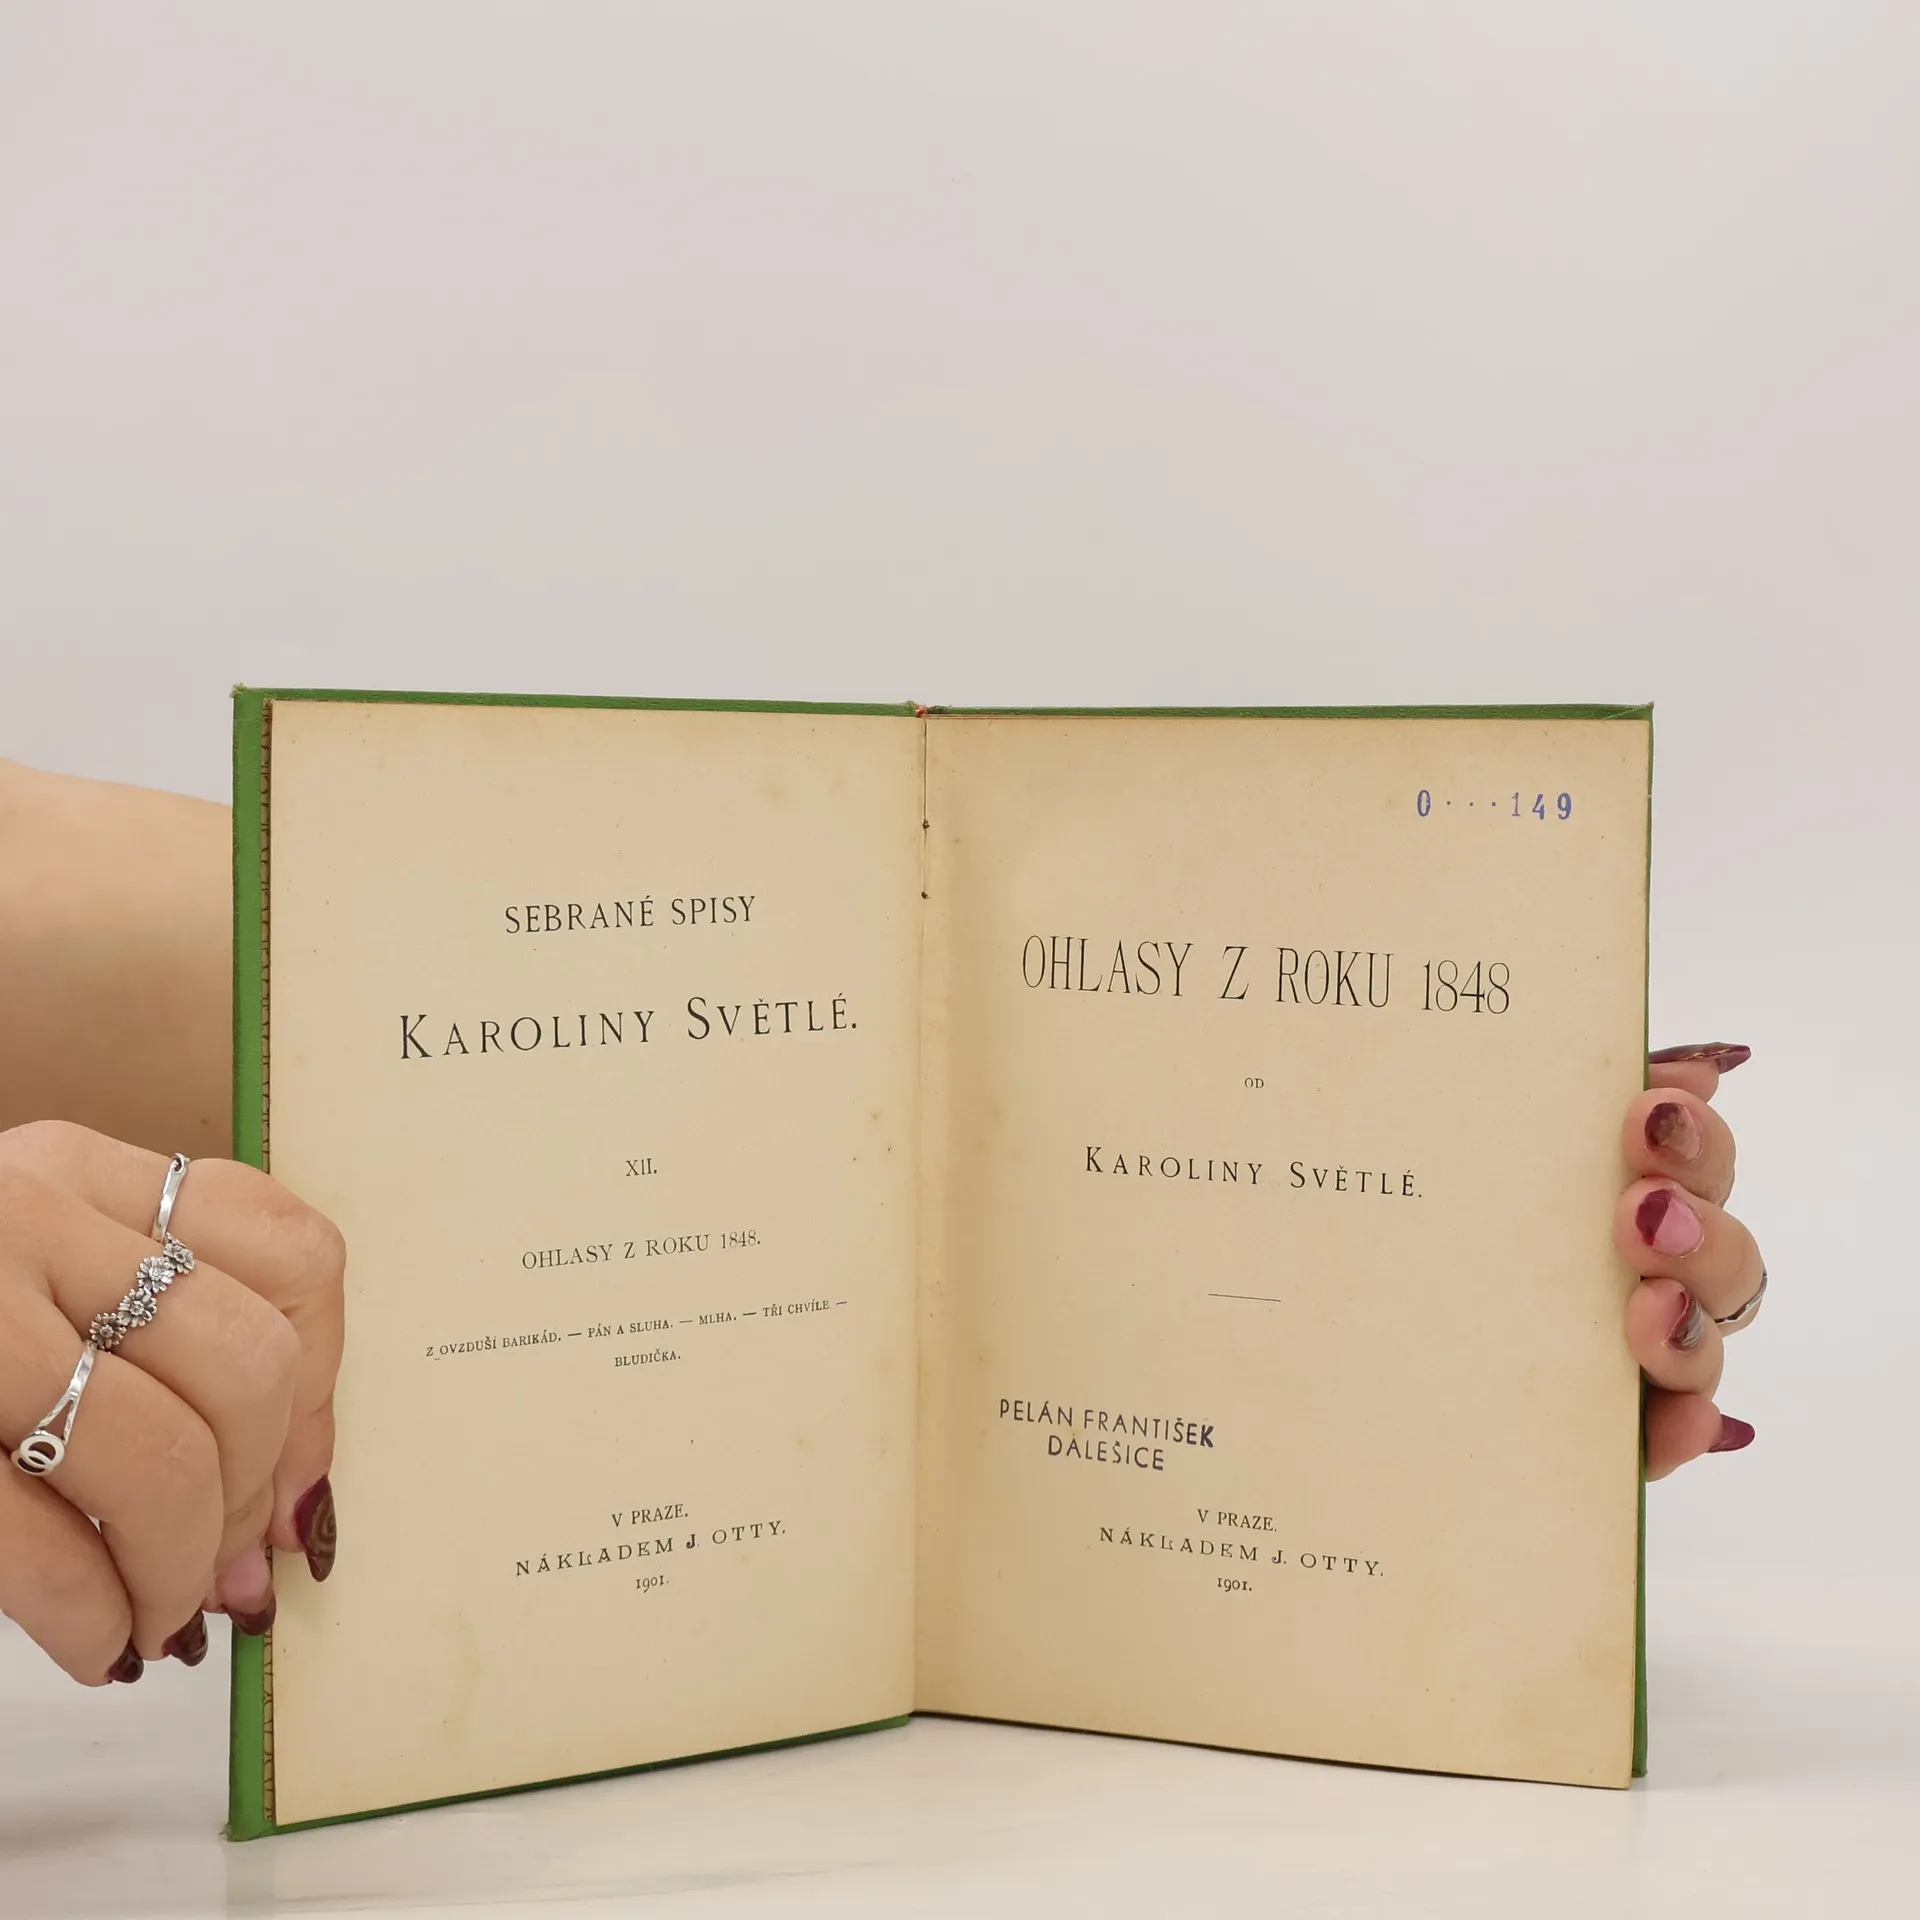 SEBRANÉ SPISY
KAROLINY SVĚTLÉ.
XII.
OHLASY Z ROKU 1848.
Z OVZDUŠÍ BARIKÁD. — PÁN A SLUHA. — MLHA. — TŘI CHVÍLE —
BLUDIČKA.
V PRAZE.
NÁKLADEM J. OTTY.
1901.
0···149
OHLASY Z ROKU 1848
OD
KAROLINY SVĚTLÉ.
PELÁN FRANTIŠEK
DALEŠICE
V PRAZE.
NÁKLADEM J. OTTY.
1901.